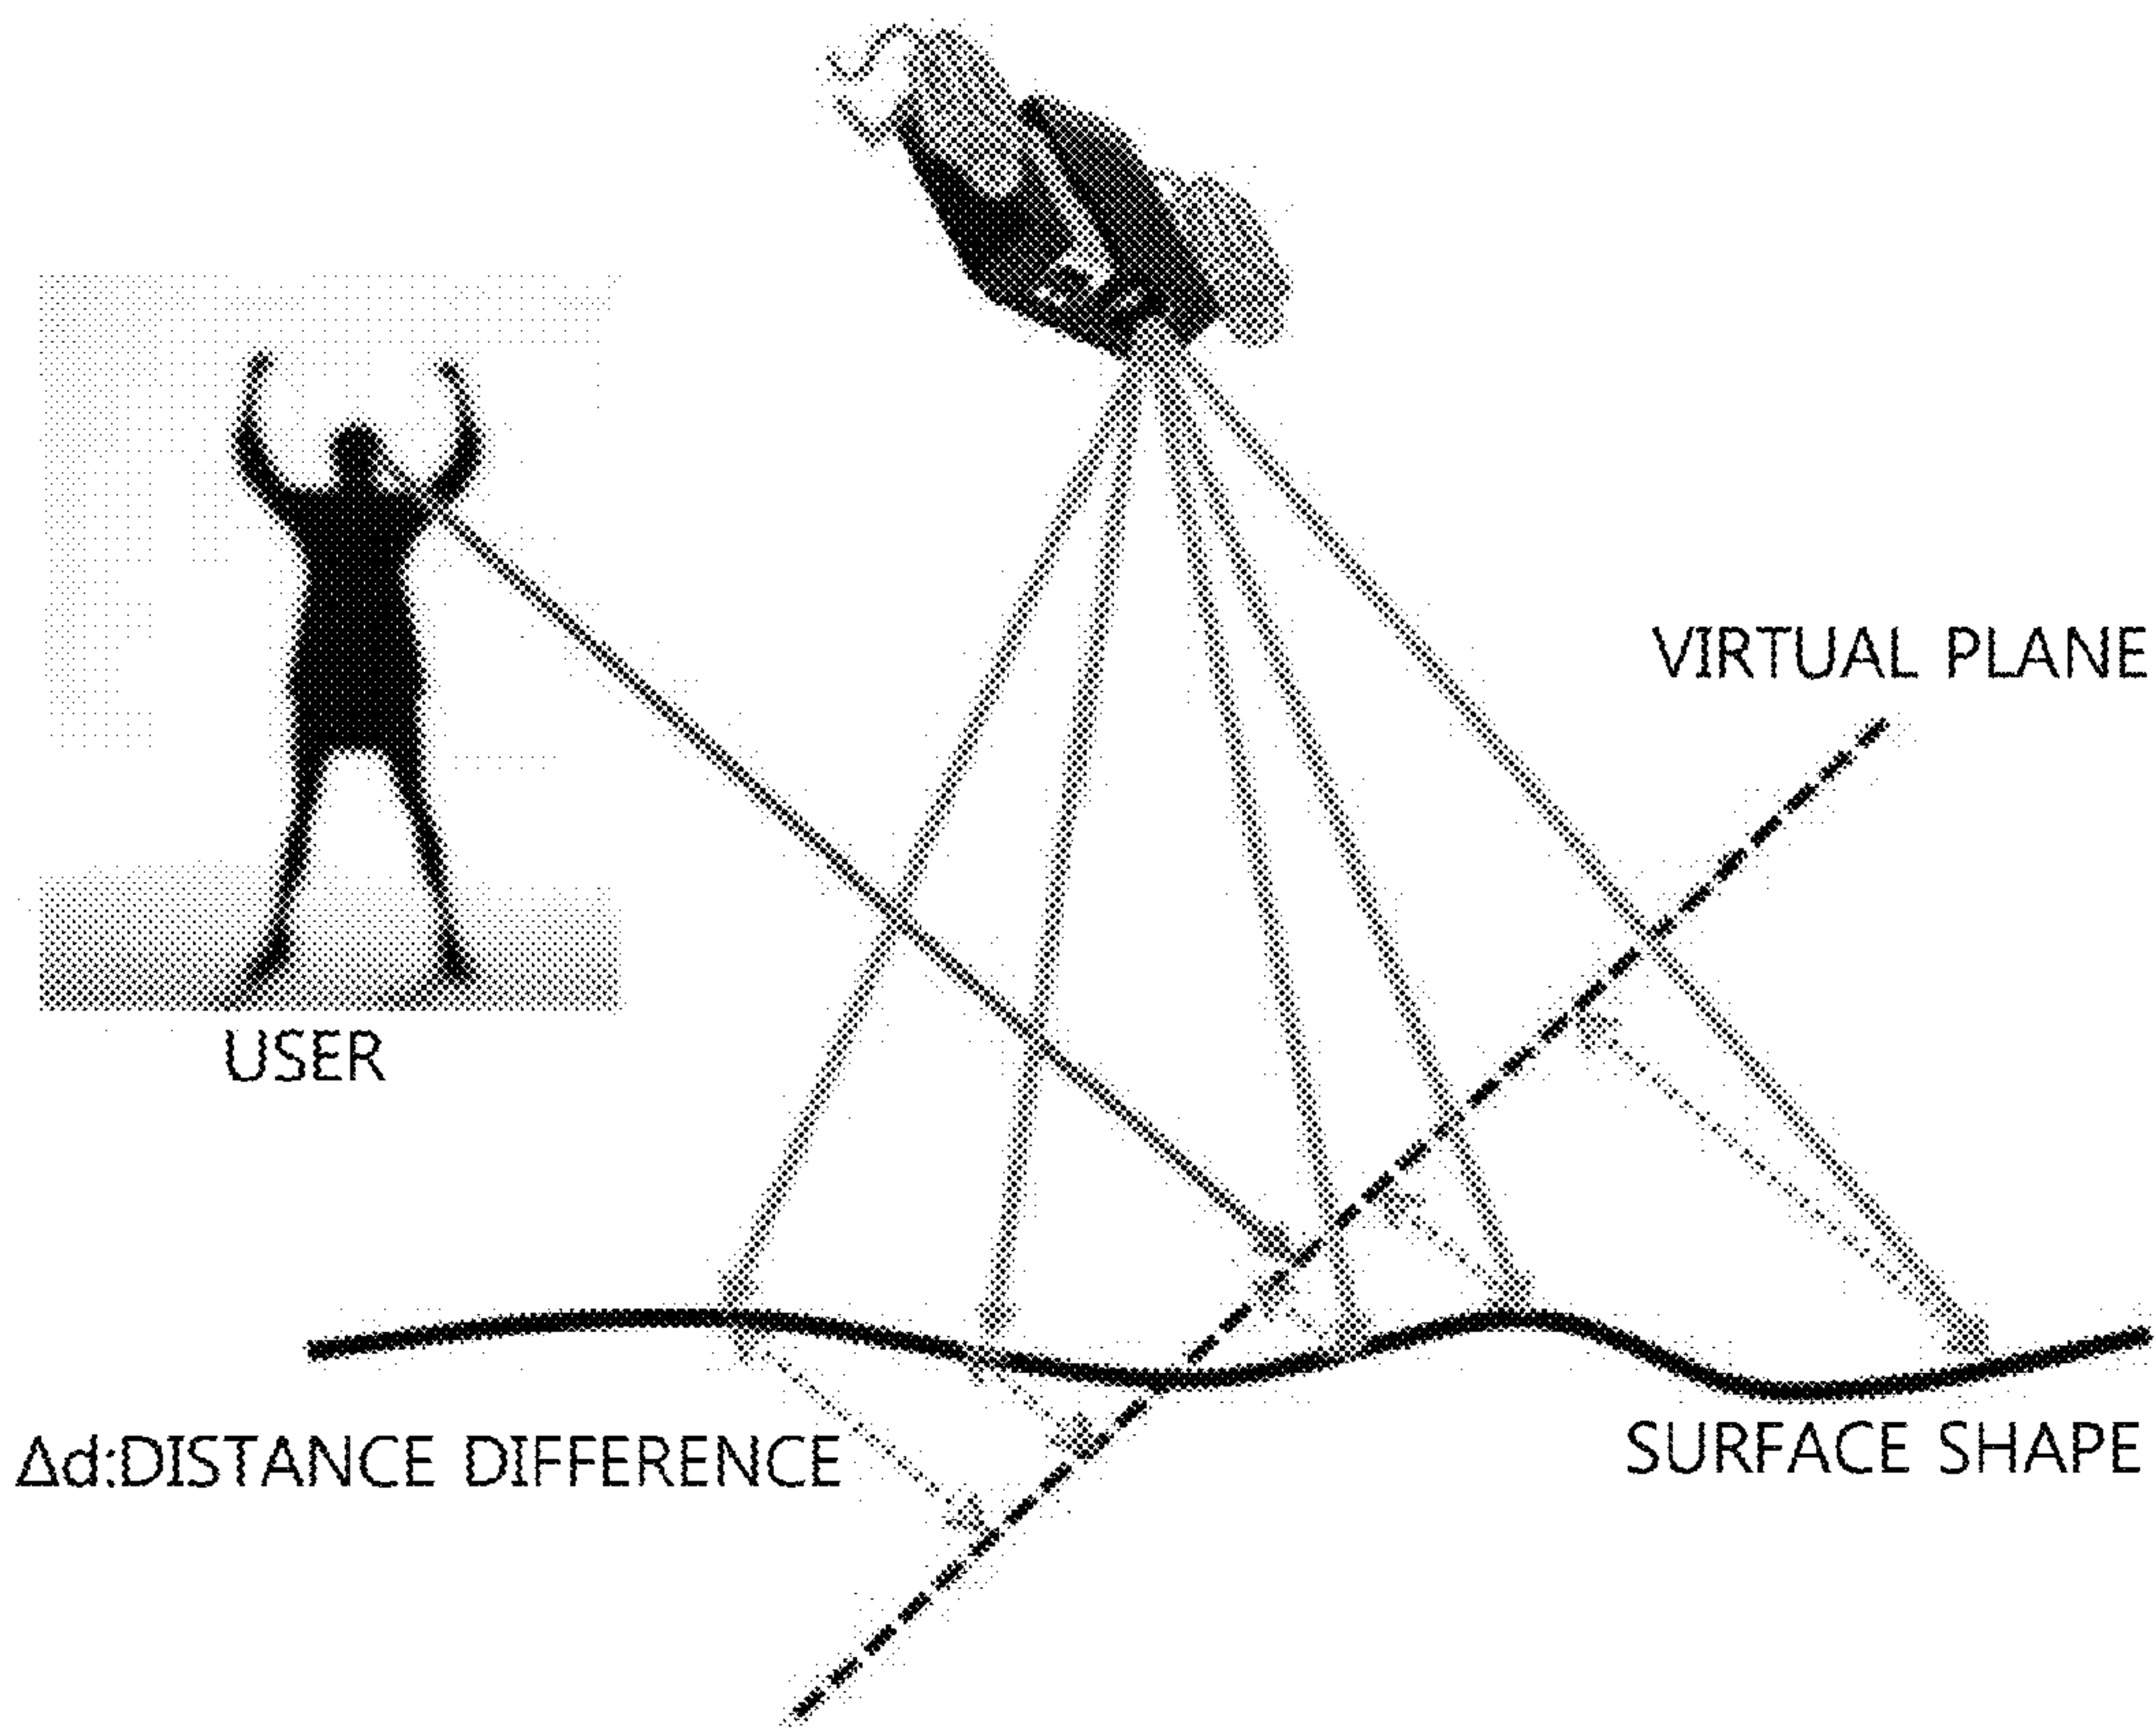 VIRTUAL PLANE
USER
Δd:DISTANCE DIFFERENCE
SURFACE SHAPE